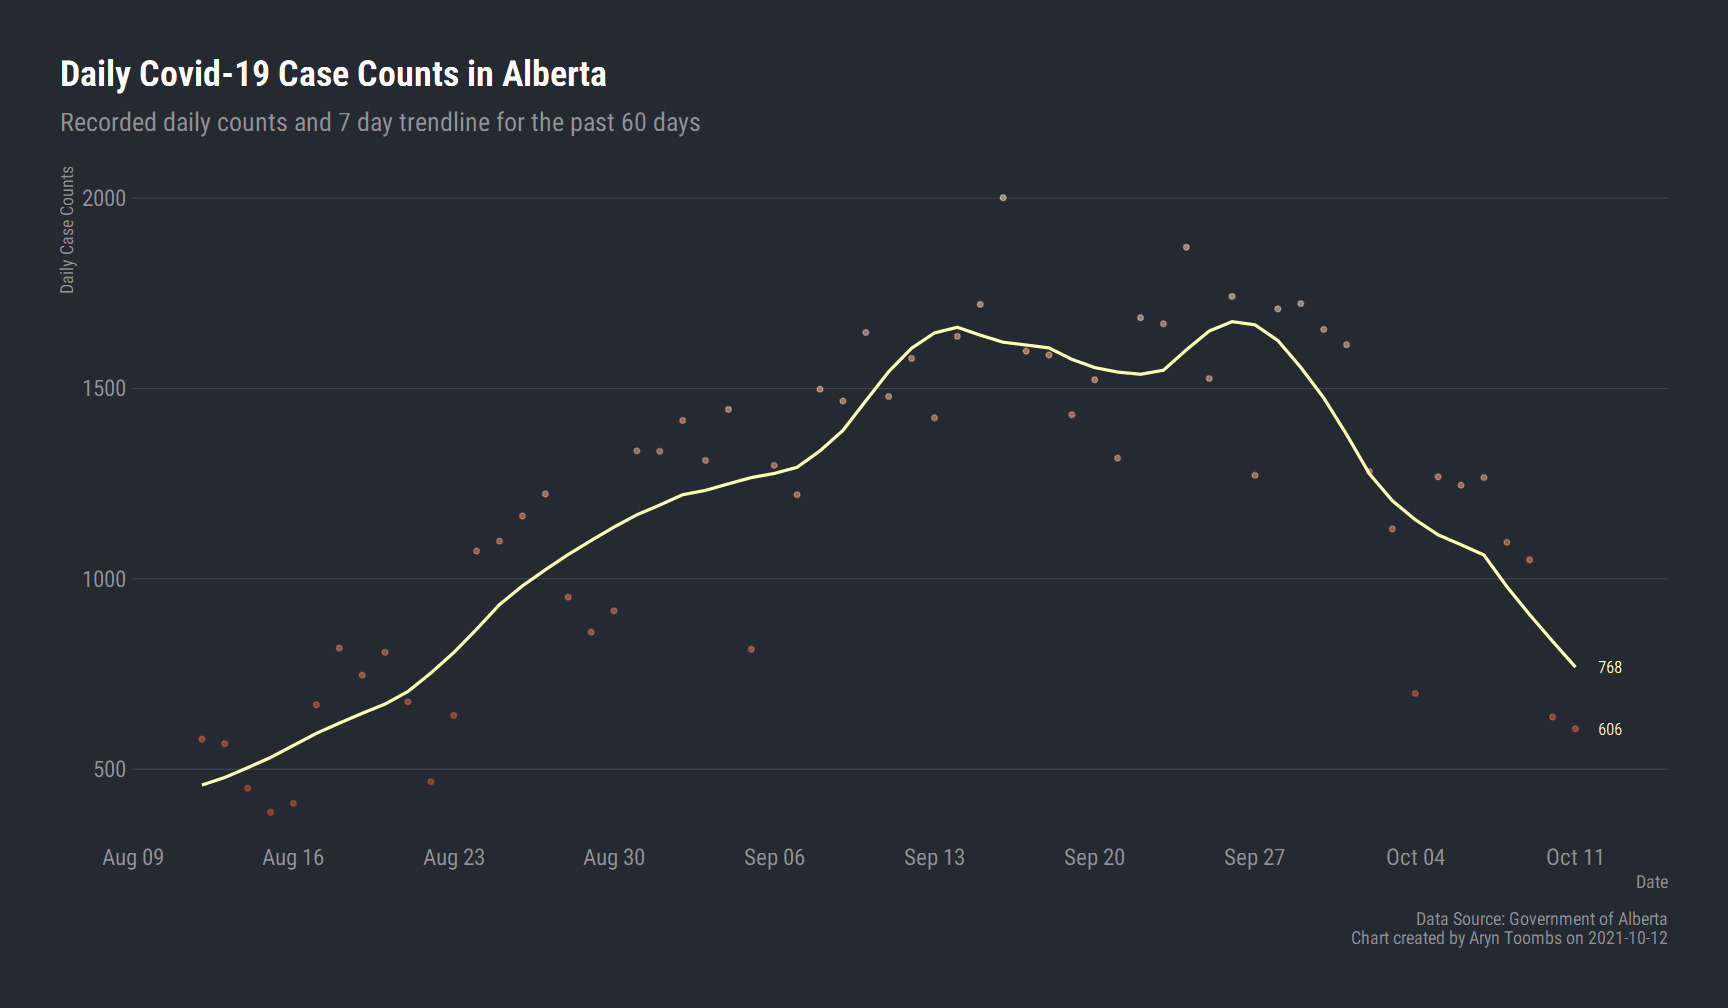 Daily Covid-19 Case Counts in Alberta
Recorded daily counts and 7 day trendline for the past 60 days
Daily Case Counts
2000
1500
1000
500
768
606
Aug 09 Aug 16 Aug 23 Aug 30 Sep 06 Sep 13 Sep 20 Sep 27 Oct 04 Oct 11
Date
Data Source: Government of Alberta
Chart created by Aryn Toombs on 2021-10-12